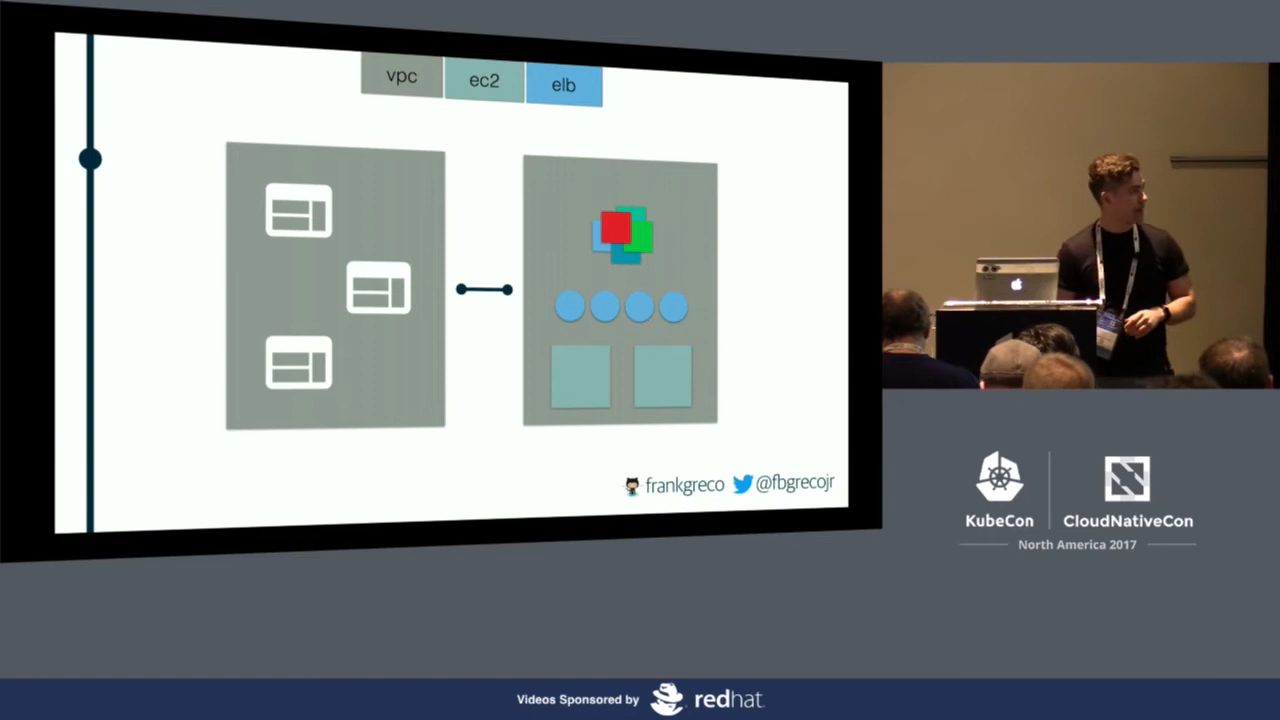 vpc ec2 elb
frankgreco @fbgrecojr
KubeCon CloudNativeCon
North America 2017
Videos Sponsored by redhat